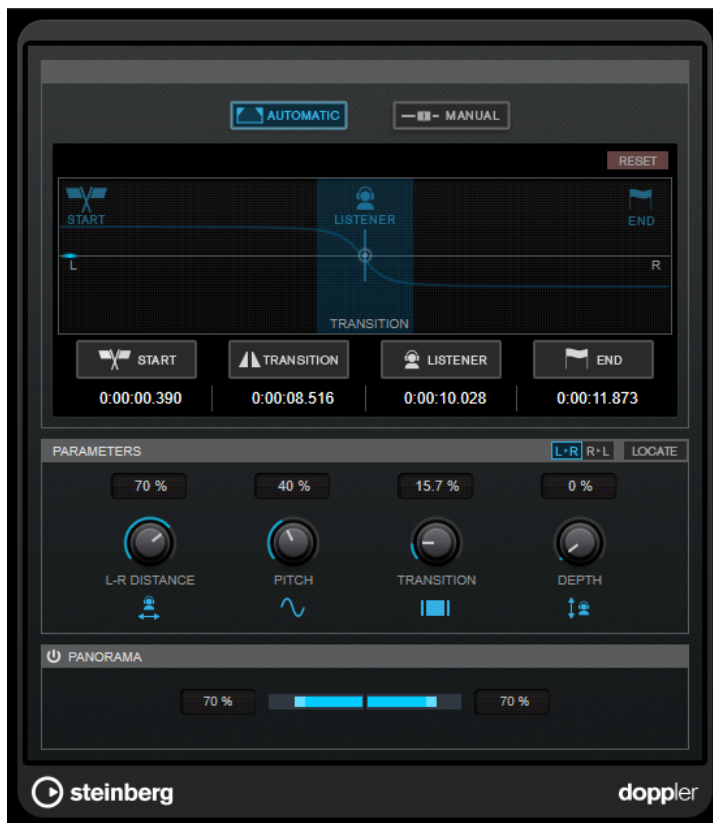 AUTOMATIC MANUAL
RESET
START LISTENER END
L R
TRANSITION
START TRANSITION LISTENER END
0:00:00.390 0:00:08.516 0:00:10.028 0:00:11.873
PARAMETERS L▸R R▸L LOCATE
70 % 40 % 15.7 % 0 %
L-R DISTANCE PITCH TRANSITION DEPTH
PANORAMA
70 % 70 %
steinberg doppler